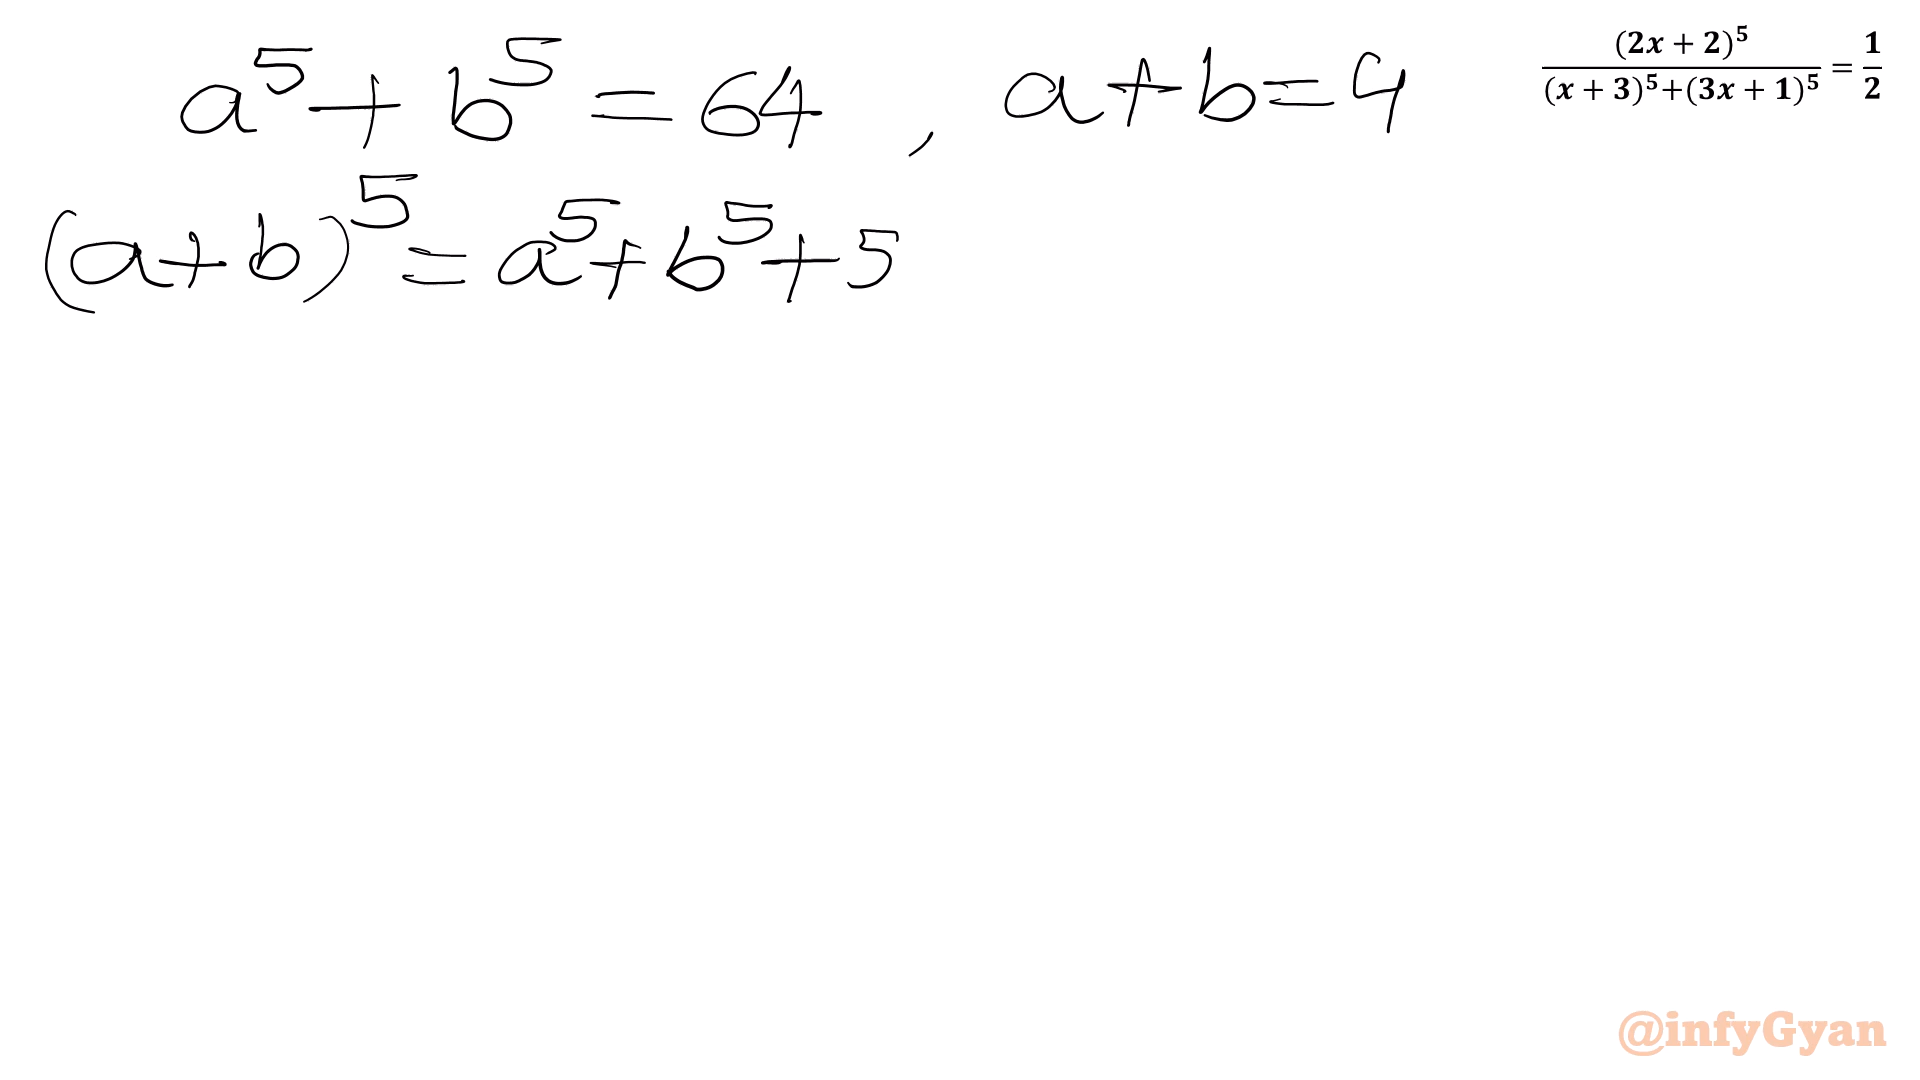 a⁵ + b⁵ = 64 , a + b = 4
(2x + 2)⁵ / (x + 3)⁵+(3x + 1)⁵ = 1/2
(a + b)⁵ = a⁵ + b⁵ + 5
@infyGyan